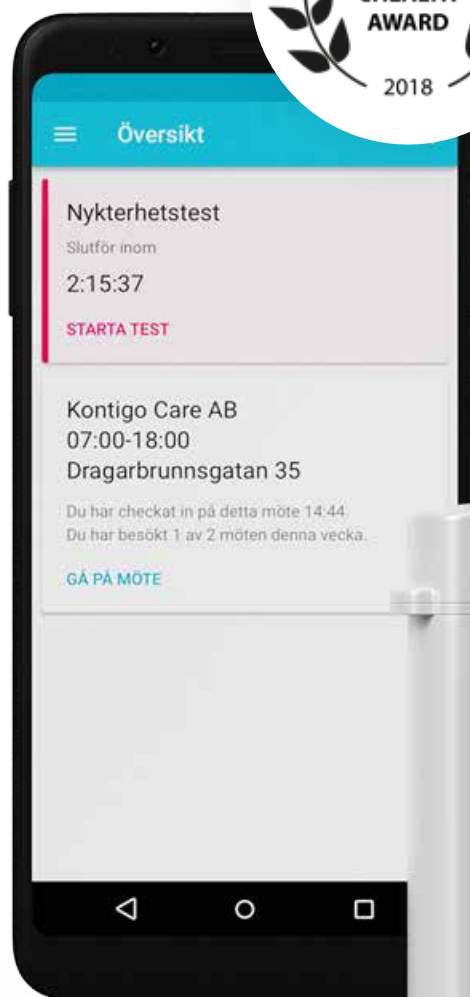 AWARD
2018
Översikt
Nykterhetstest
Slutför inom
2:15:37
STARTA TEST
Kontigo Care AB
07:00-18:00
Dragarbrunnsgatan 35
Du har checkat in på detta möte 14:44.
Du har besökt 1 av 2 möten denna vecka.
GÅ PÅ MÖTE